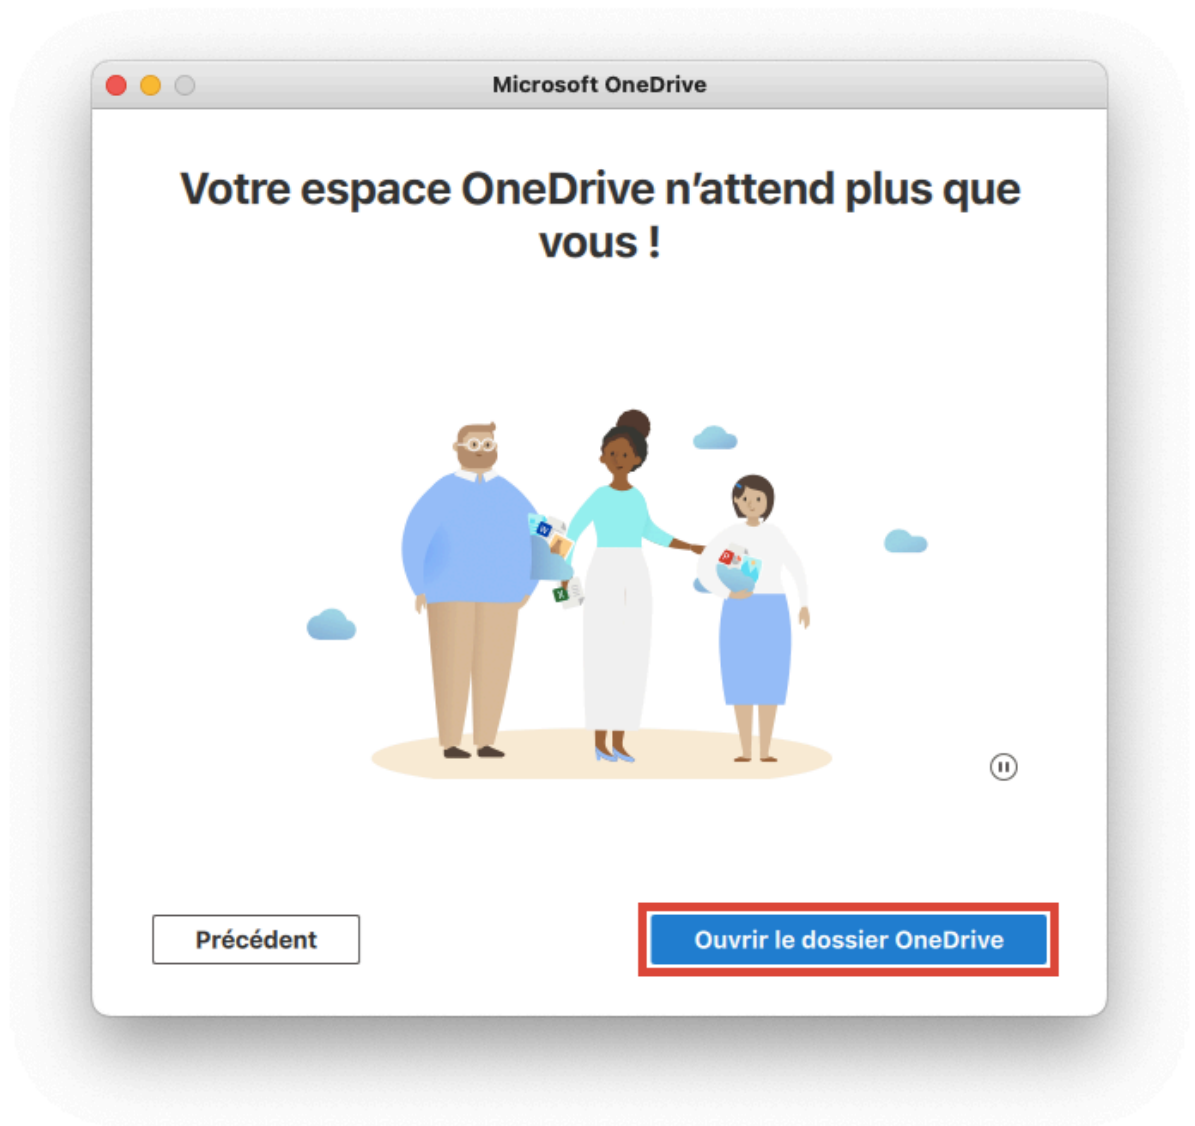 Microsoft OneDrive
Votre espace OneDrive n’attend plus que
vous !
W
X
Précédent
Ouvrir le dossier OneDrive